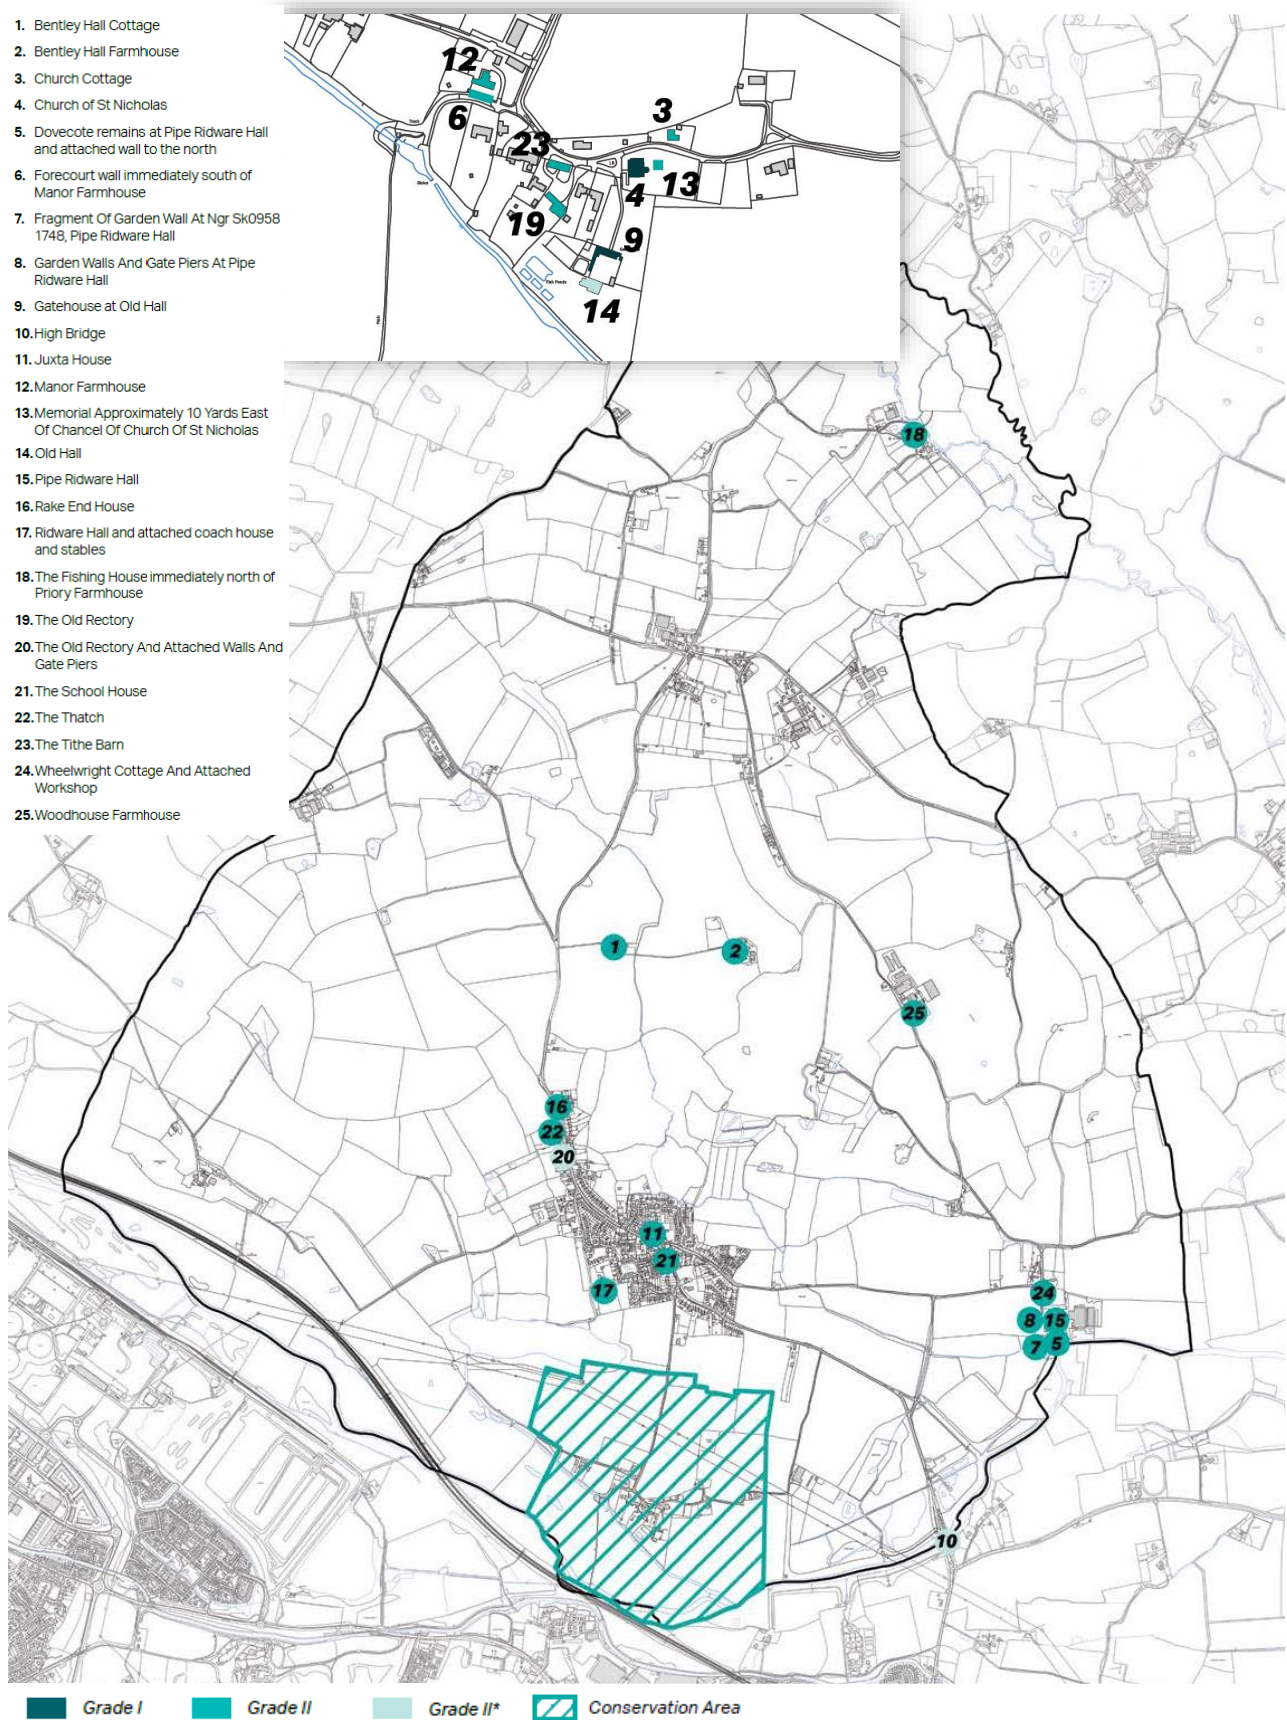 1. Bentley Hall Cottage
2. Bentley Hall Farmhouse
3. Church Cottage
4. Church of St Nicholas
5. Dovecote remains at Pipe Ridware Hall
and attached wall to the north
6. Forecourt wall immediately south of
Manor Farmhouse
7. Fragment Of Garden Wall At Ngr Sk0958
1748, Pipe Ridware Hall
8. Garden Walls And Gate Piers At Pipe
Ridware Hall
9. Gatehouse at Old Hall
10. High Bridge
11. Juxta House
12. Manor Farmhouse
13. Memorial Approximately 10 Yards East
Of Chancel Of Church Of St Nicholas
14. Old Hall
15. Pipe Ridware Hall
16. Rake End House
17. Ridware Hall and attached coach house
and stables
18. The Fishing House immediately north of
Priory Farmhouse
19. The Old Rectory
20. The Old Rectory And Attached Walls And
Gate Piers
21. The School House
22. The Thatch
23. The Tithe Barn
24. Wheelwright Cottage And Attached
Workshop
25. Woodhouse Farmhouse
12
6
3
23
13
4
19
9
14
Track
Fish Ponds
Path
18
1
2
25
16
22
20
11
21
17
24
8 15
7 5
10
Grade I
Grade II
Grade II*
Conservation Area